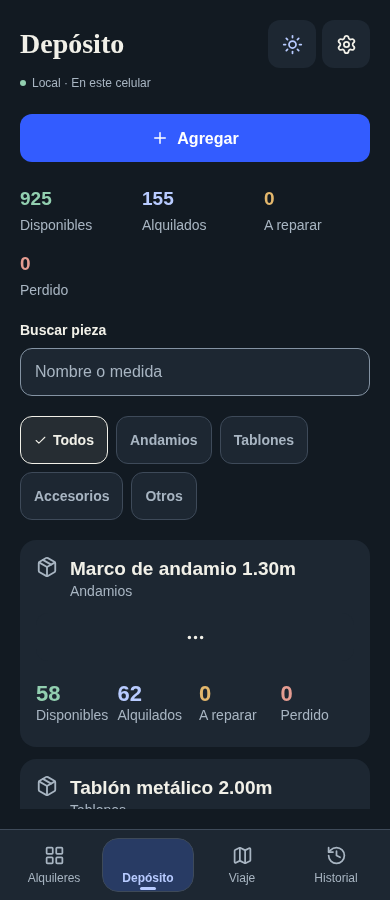 Depósito
Local · En este celular
Agregar
925 155 0
Disponibles Alquilados A reparar
0
Perdido
Buscar pieza
Nombre o medida
Todos Andamios Tablones
Accesorios Otros
Marco de andamio 1.30m
Andamios
...
58 62 0 0
Disponibles Alquilados A reparar Perdido
Tablón metálico 2.00m
Tablones
Alquileres Depósito Viaje Historial